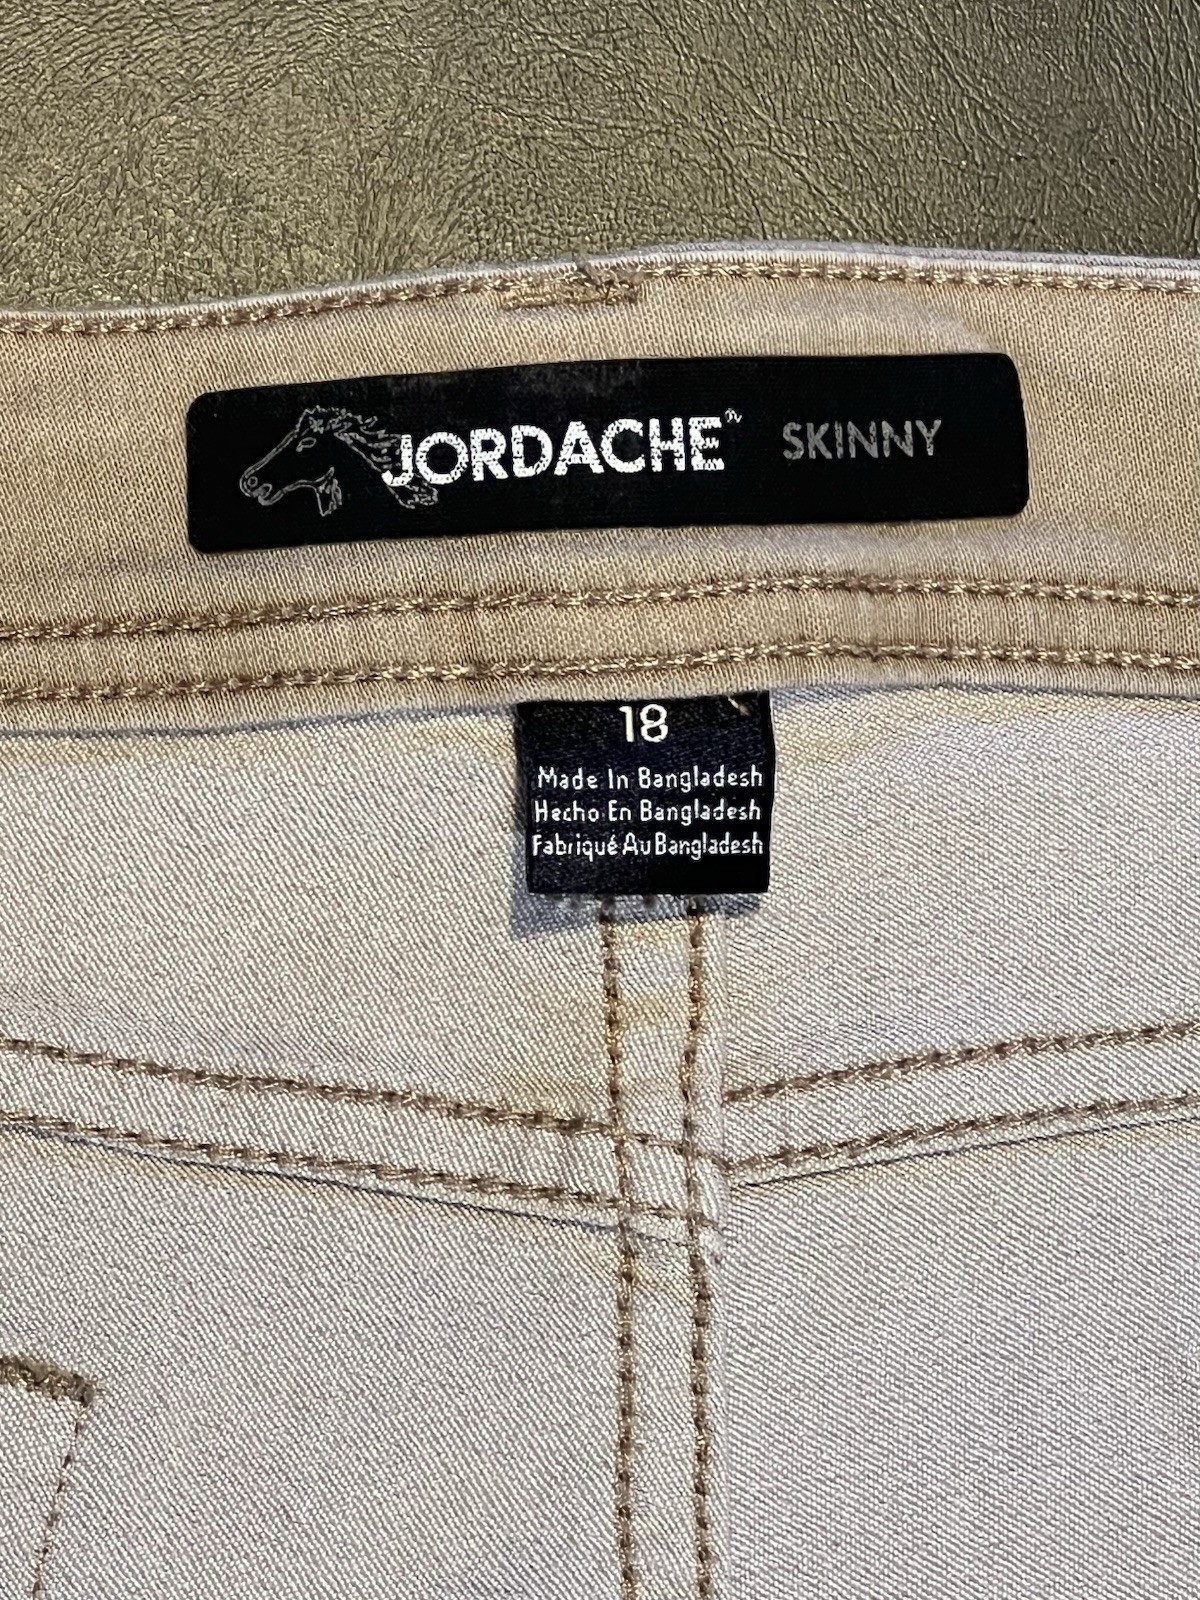 JORDACHE® SKINNY
18
Made In Bangladesh
Hecho En Bangladesh
Fabriqué Au Bangladesh